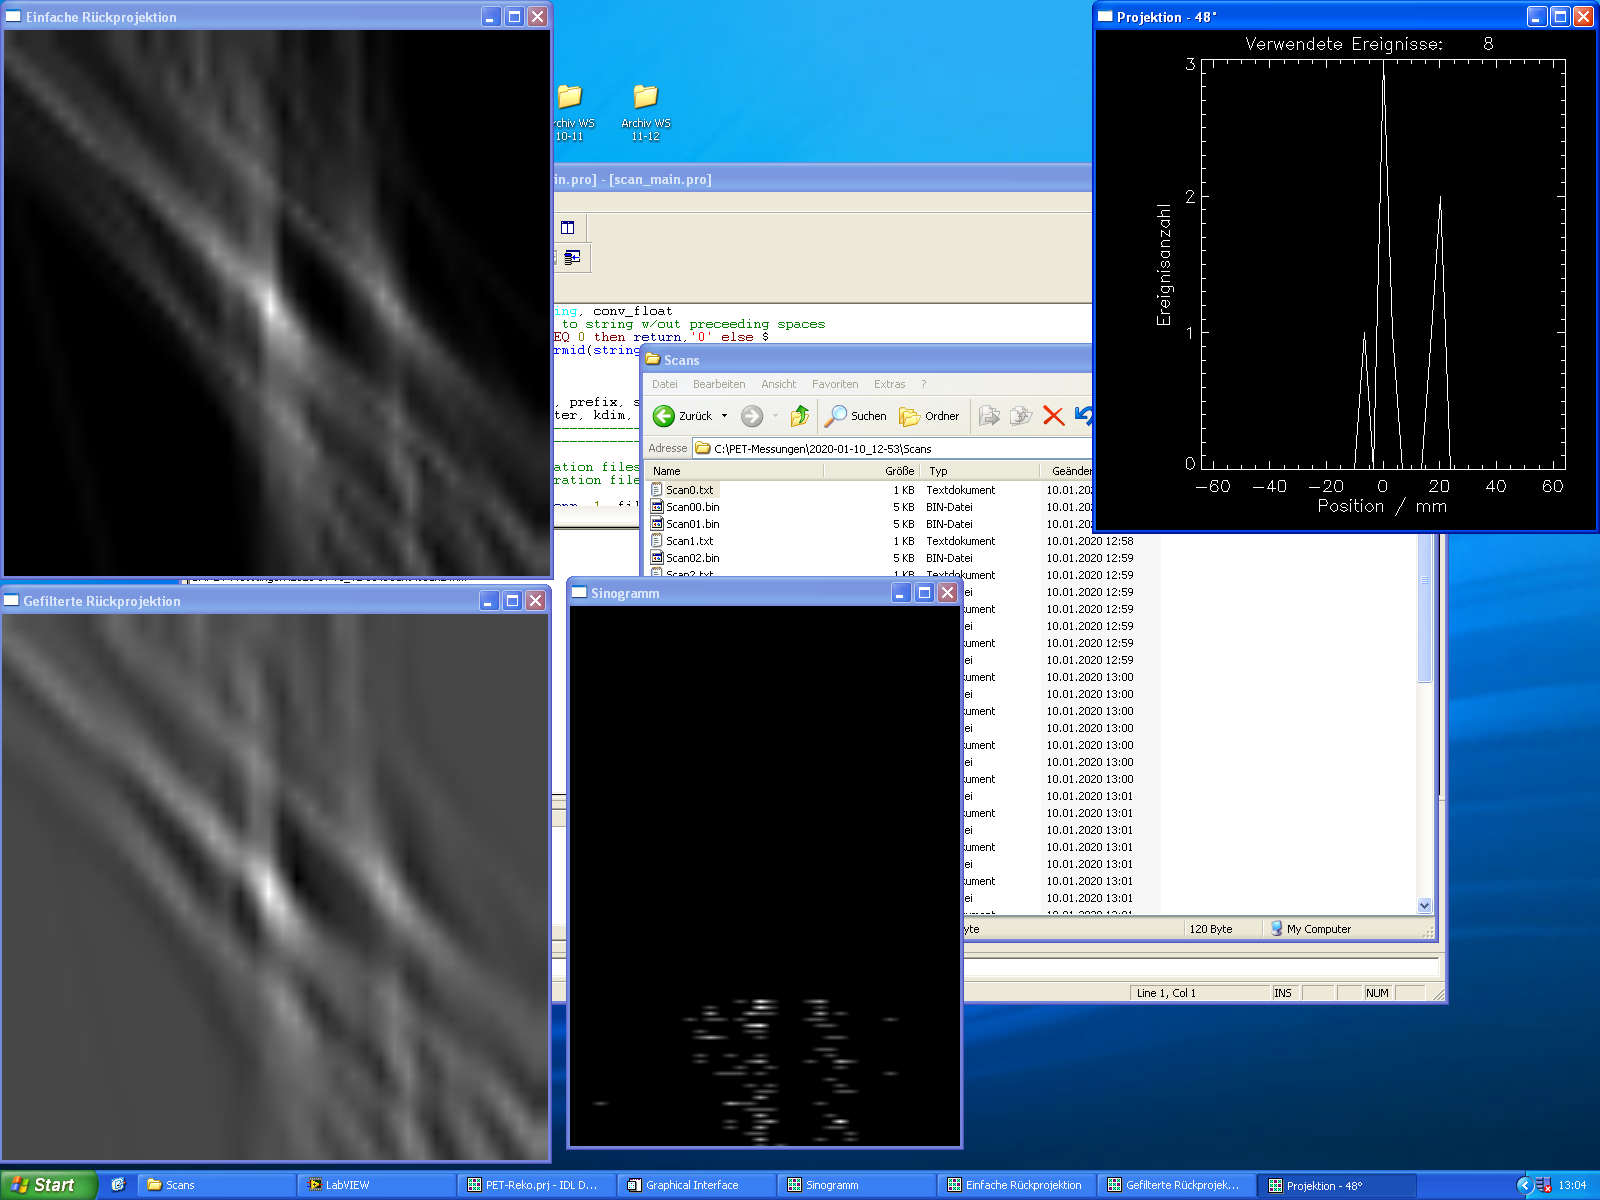 Einfache Rückprojektion
Projektion - 48°
Verwendete Ereignisse: 8
3
2
1
0
Ereignisanzahl
−60 −40 −20 0 20 40 60
Position / mm
rchiv WS 10-11
Archiv WS 11-12
in.pro] - [scan_main.pro]
ing, conv_float
to string w/out preceeding spaces
EQ 0 then return,'0' else $
rmid(string
, prefix, s
ter, kdim,
ation files
ration file
Scans
Datei Bearbeiten Ansicht Favoriten Extras ?
Zurück Suchen Ordner
Adresse C:\PET-Messungen\2020-01-10_12-53\Scans
Name Größe Typ Geänder
Scan0.txt 1 KB Textdokument 10.01.202
Scan00.bin 5 KB BIN-Datei 10.01.202
Scan01.bin 5 KB BIN-Datei 10.01.202
Scan1.txt 1 KB Textdokument 10.01.2020 12:58
Scan02.bin 5 KB BIN-Datei 10.01.2020 12:59
Scan2.txt 1 KB Textdokument 10.01.2020 12:59
ei 10.01.2020 12:59
kument 10.01.2020 12:59
ei 10.01.2020 12:59
kument 10.01.2020 12:59
ei 10.01.2020 12:59
kument 10.01.2020 13:00
ei 10.01.2020 13:00
kument 10.01.2020 13:00
ei 10.01.2020 13:00
kument 10.01.2020 13:00
ei 10.01.2020 13:00
kument 10.01.2020 13:00
ei 10.01.2020 13:01
kument 10.01.2020 13:01
ei 10.01.2020 13:01
kument 10.01.2020 13:01
ei 10.01.2020 13:01
kument 10.01.2020 13:01
ei 10.01.2020 13:01
yte 120 Byte My Computer
Line 1, Col 1 INS NUM
Gefilterte Rückprojektion
Sinogramm
Start Scans LabVIEW PET-Reko.prj - IDL D... Graphical Interface Sinogramm Einfache Rückprojektion Gefilterte Rückprojek... Projektion - 48° 13:04